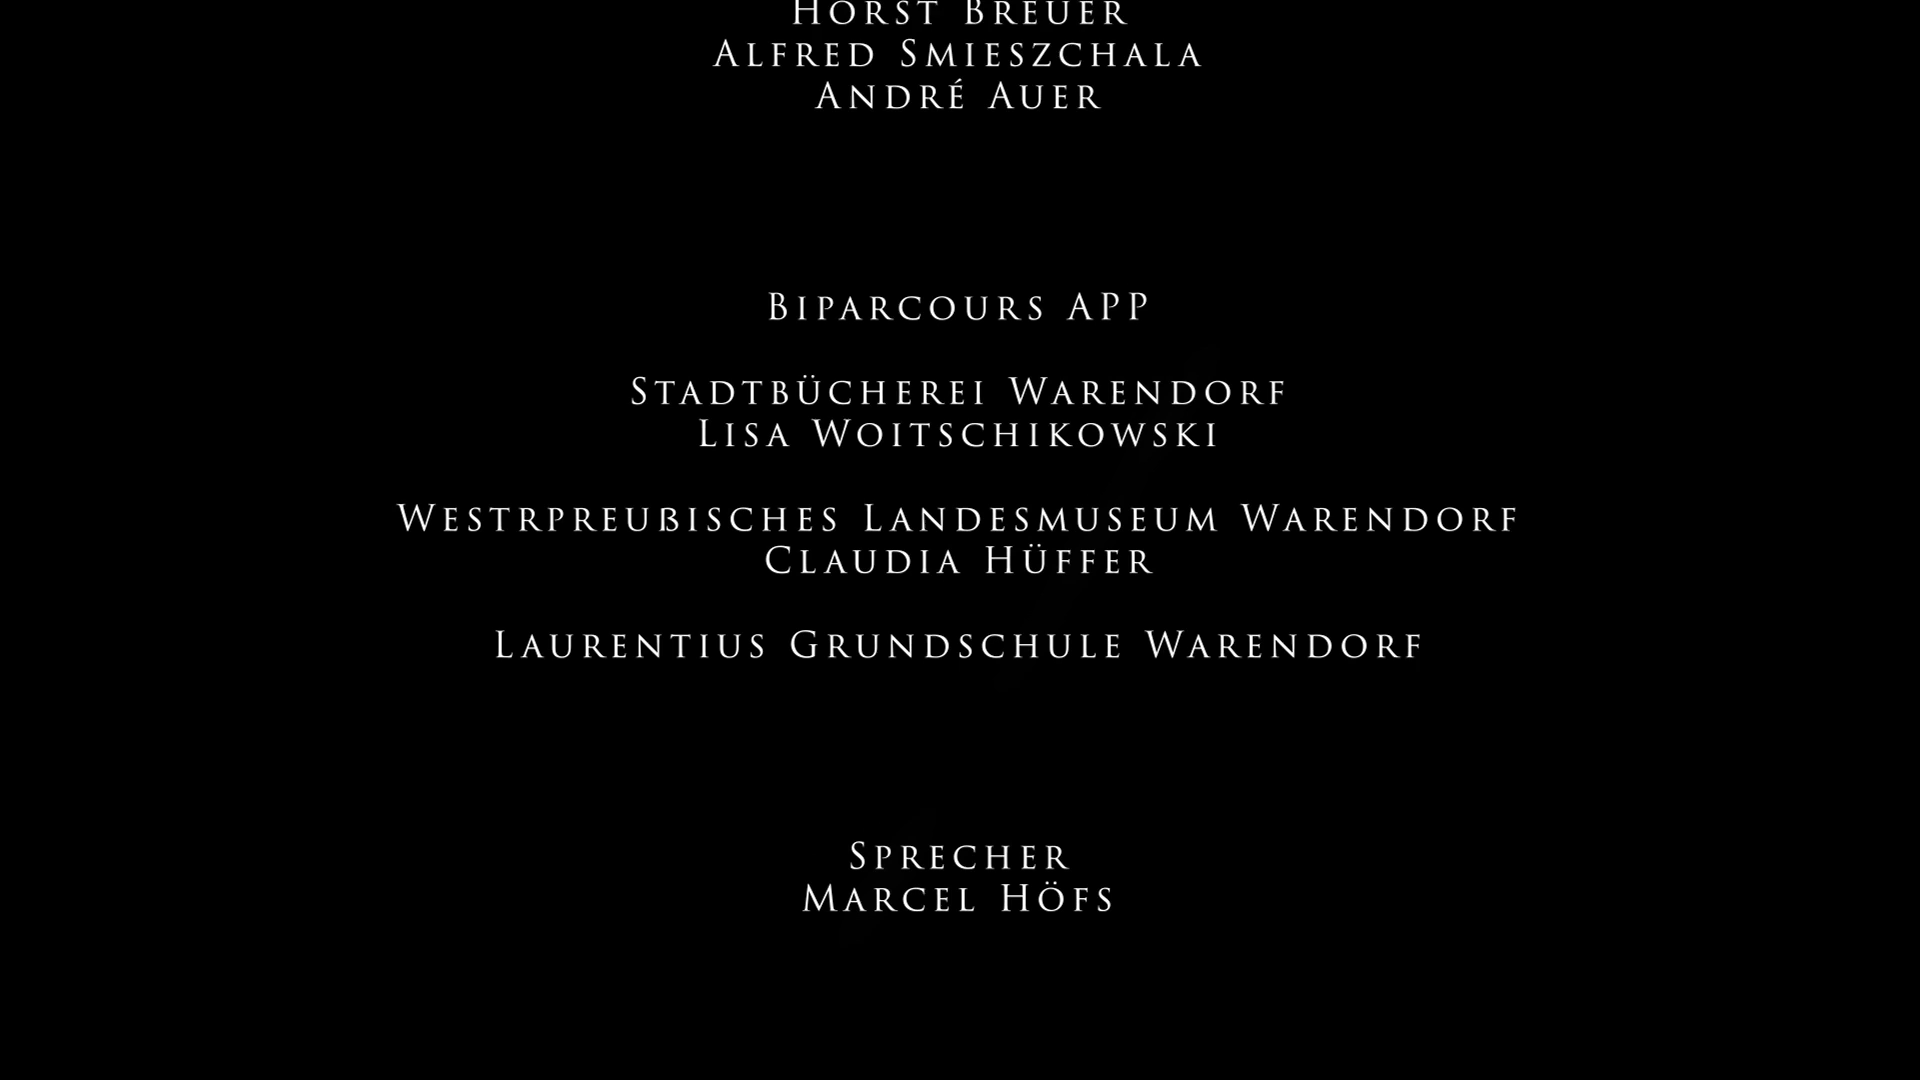 Horst Breuer
Alfred Smieszchala
André Auer
Biparcours APP
Stadtbücherei Warendorf
Lisa Woitschikowski
Westrpreußisches Landesmuseum Warendorf
Claudia Hüffer
Laurentius Grundschule Warendorf
Sprecher
Marcel Höfs